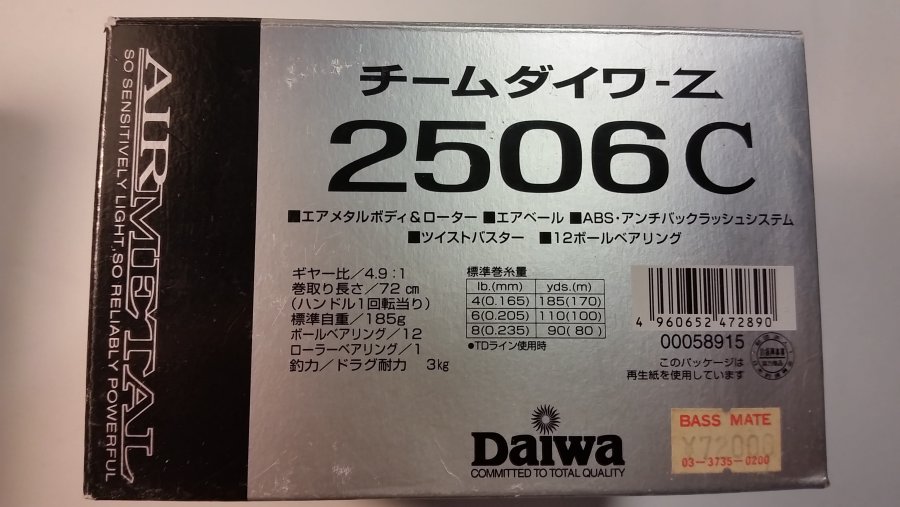 AIRMETAL
SO SENSITIVELY LIGHT, SO RELIABLY POWERFUL
チームダイワ-Z
2506C
■エアメタルボディ&ローター ■エアベール ■ABS・アンチバックラッシュシステム
■ツイストバスター ■12ボールベアリング
ギヤー比/4.9:1
巻取り長さ/72cm
(ハンドル1回転当り)
標準自重/185g
ボールベアリング/12
ローラーベアリング/1
釣力/ドラグ耐力 3kg
標準巻糸量
lb.(mm) yds.(m)
4(0.165) 185(170)
6(0.205) 110(100)
8(0.235) 90(80)
●TDライン使用時
4 960652 472890
00058915
このパッケージは
再生紙を使用しています
Daiwa
COMMITTED TO TOTAL QUALITY
BASS MATE
¥72000
03-3735-0200